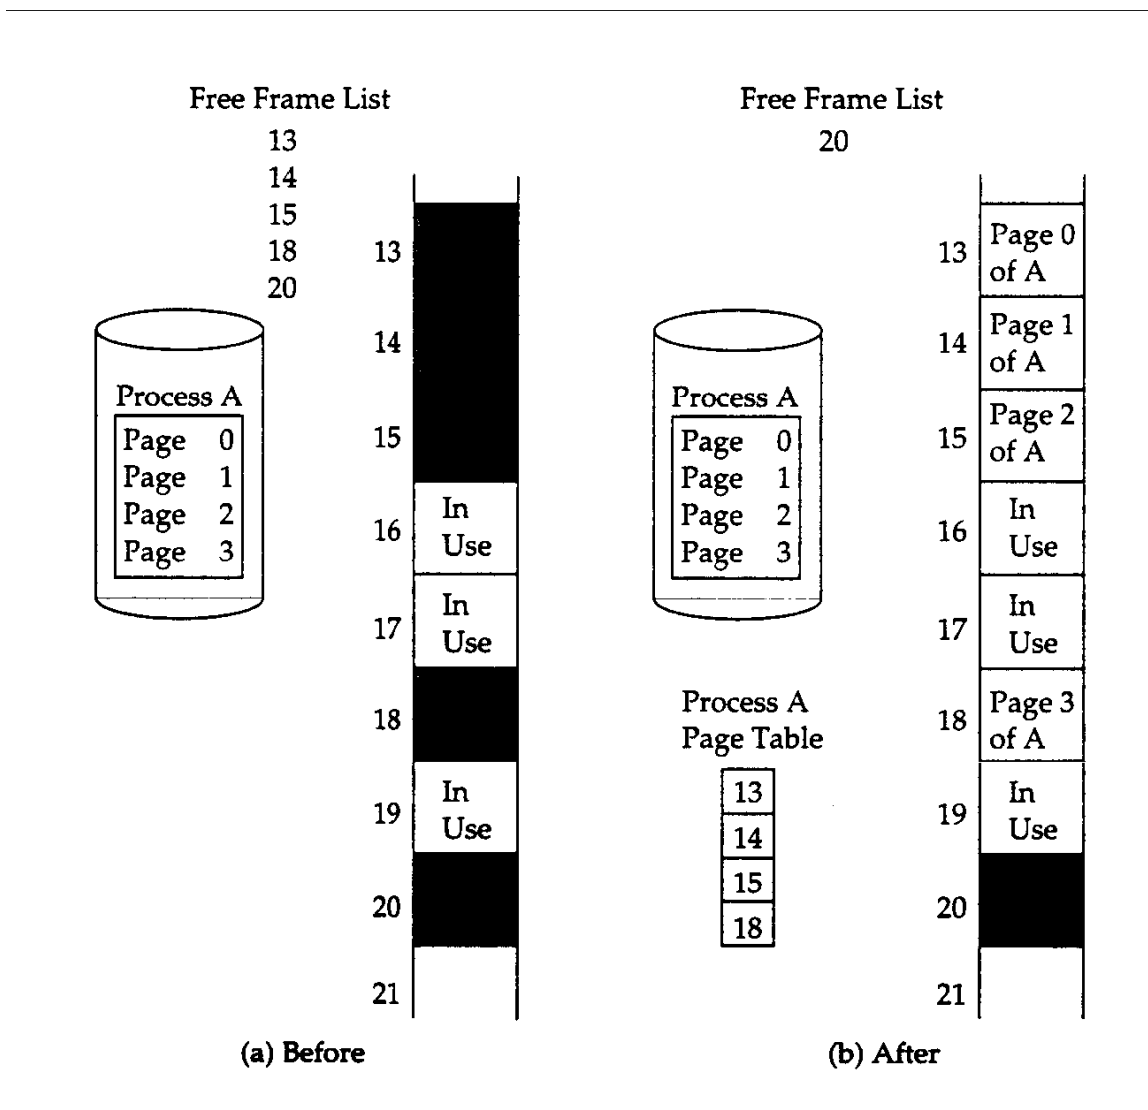 Free Frame List
13
14
15
18
20
13
14
15
16
17
18
19
20
21
Process A
Page 0
Page 1
Page 2
Page 3
In
Use
In
Use
In
Use
(a) Before
Free Frame List
20
Process A
Page 0
Page 1
Page 2
Page 3
Process A
Page Table
13
14
15
18
13
14
15
16
17
18
19
20
21
Page 0
of A
Page 1
of A
Page 2
of A
In
Use
In
Use
Page 3
of A
In
Use
(b) After